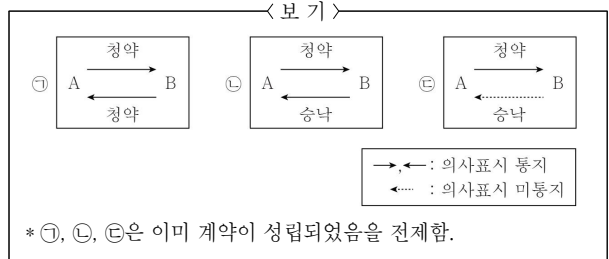 〈보 기〉
청약 청약 청약
㉠ A B ㉡ A B ㉢ A B
청약 승낙 승낙
→,← : 의사표시 통지
⇠ : 의사표시 미통지
* ㉠, ㉡, ㉢은 이미 계약이 성립되었음을 전제함.